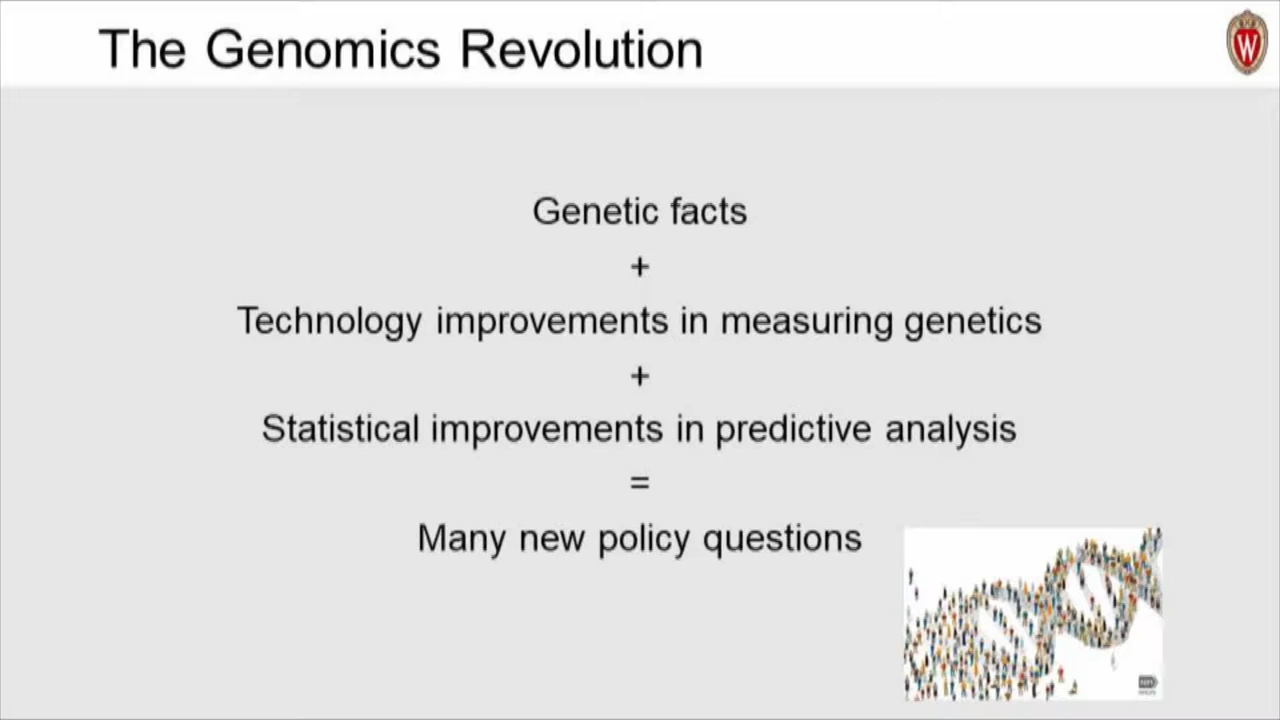 The Genomics Revolution
W
Genetic facts
+
Technology improvements in measuring genetics
+
Statistical improvements in predictive analysis
=
Many new policy questions